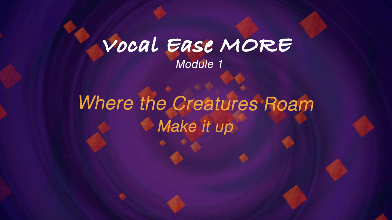 Vocal Ease MORE
Module 1
Where the Creatures Roam
Make it up